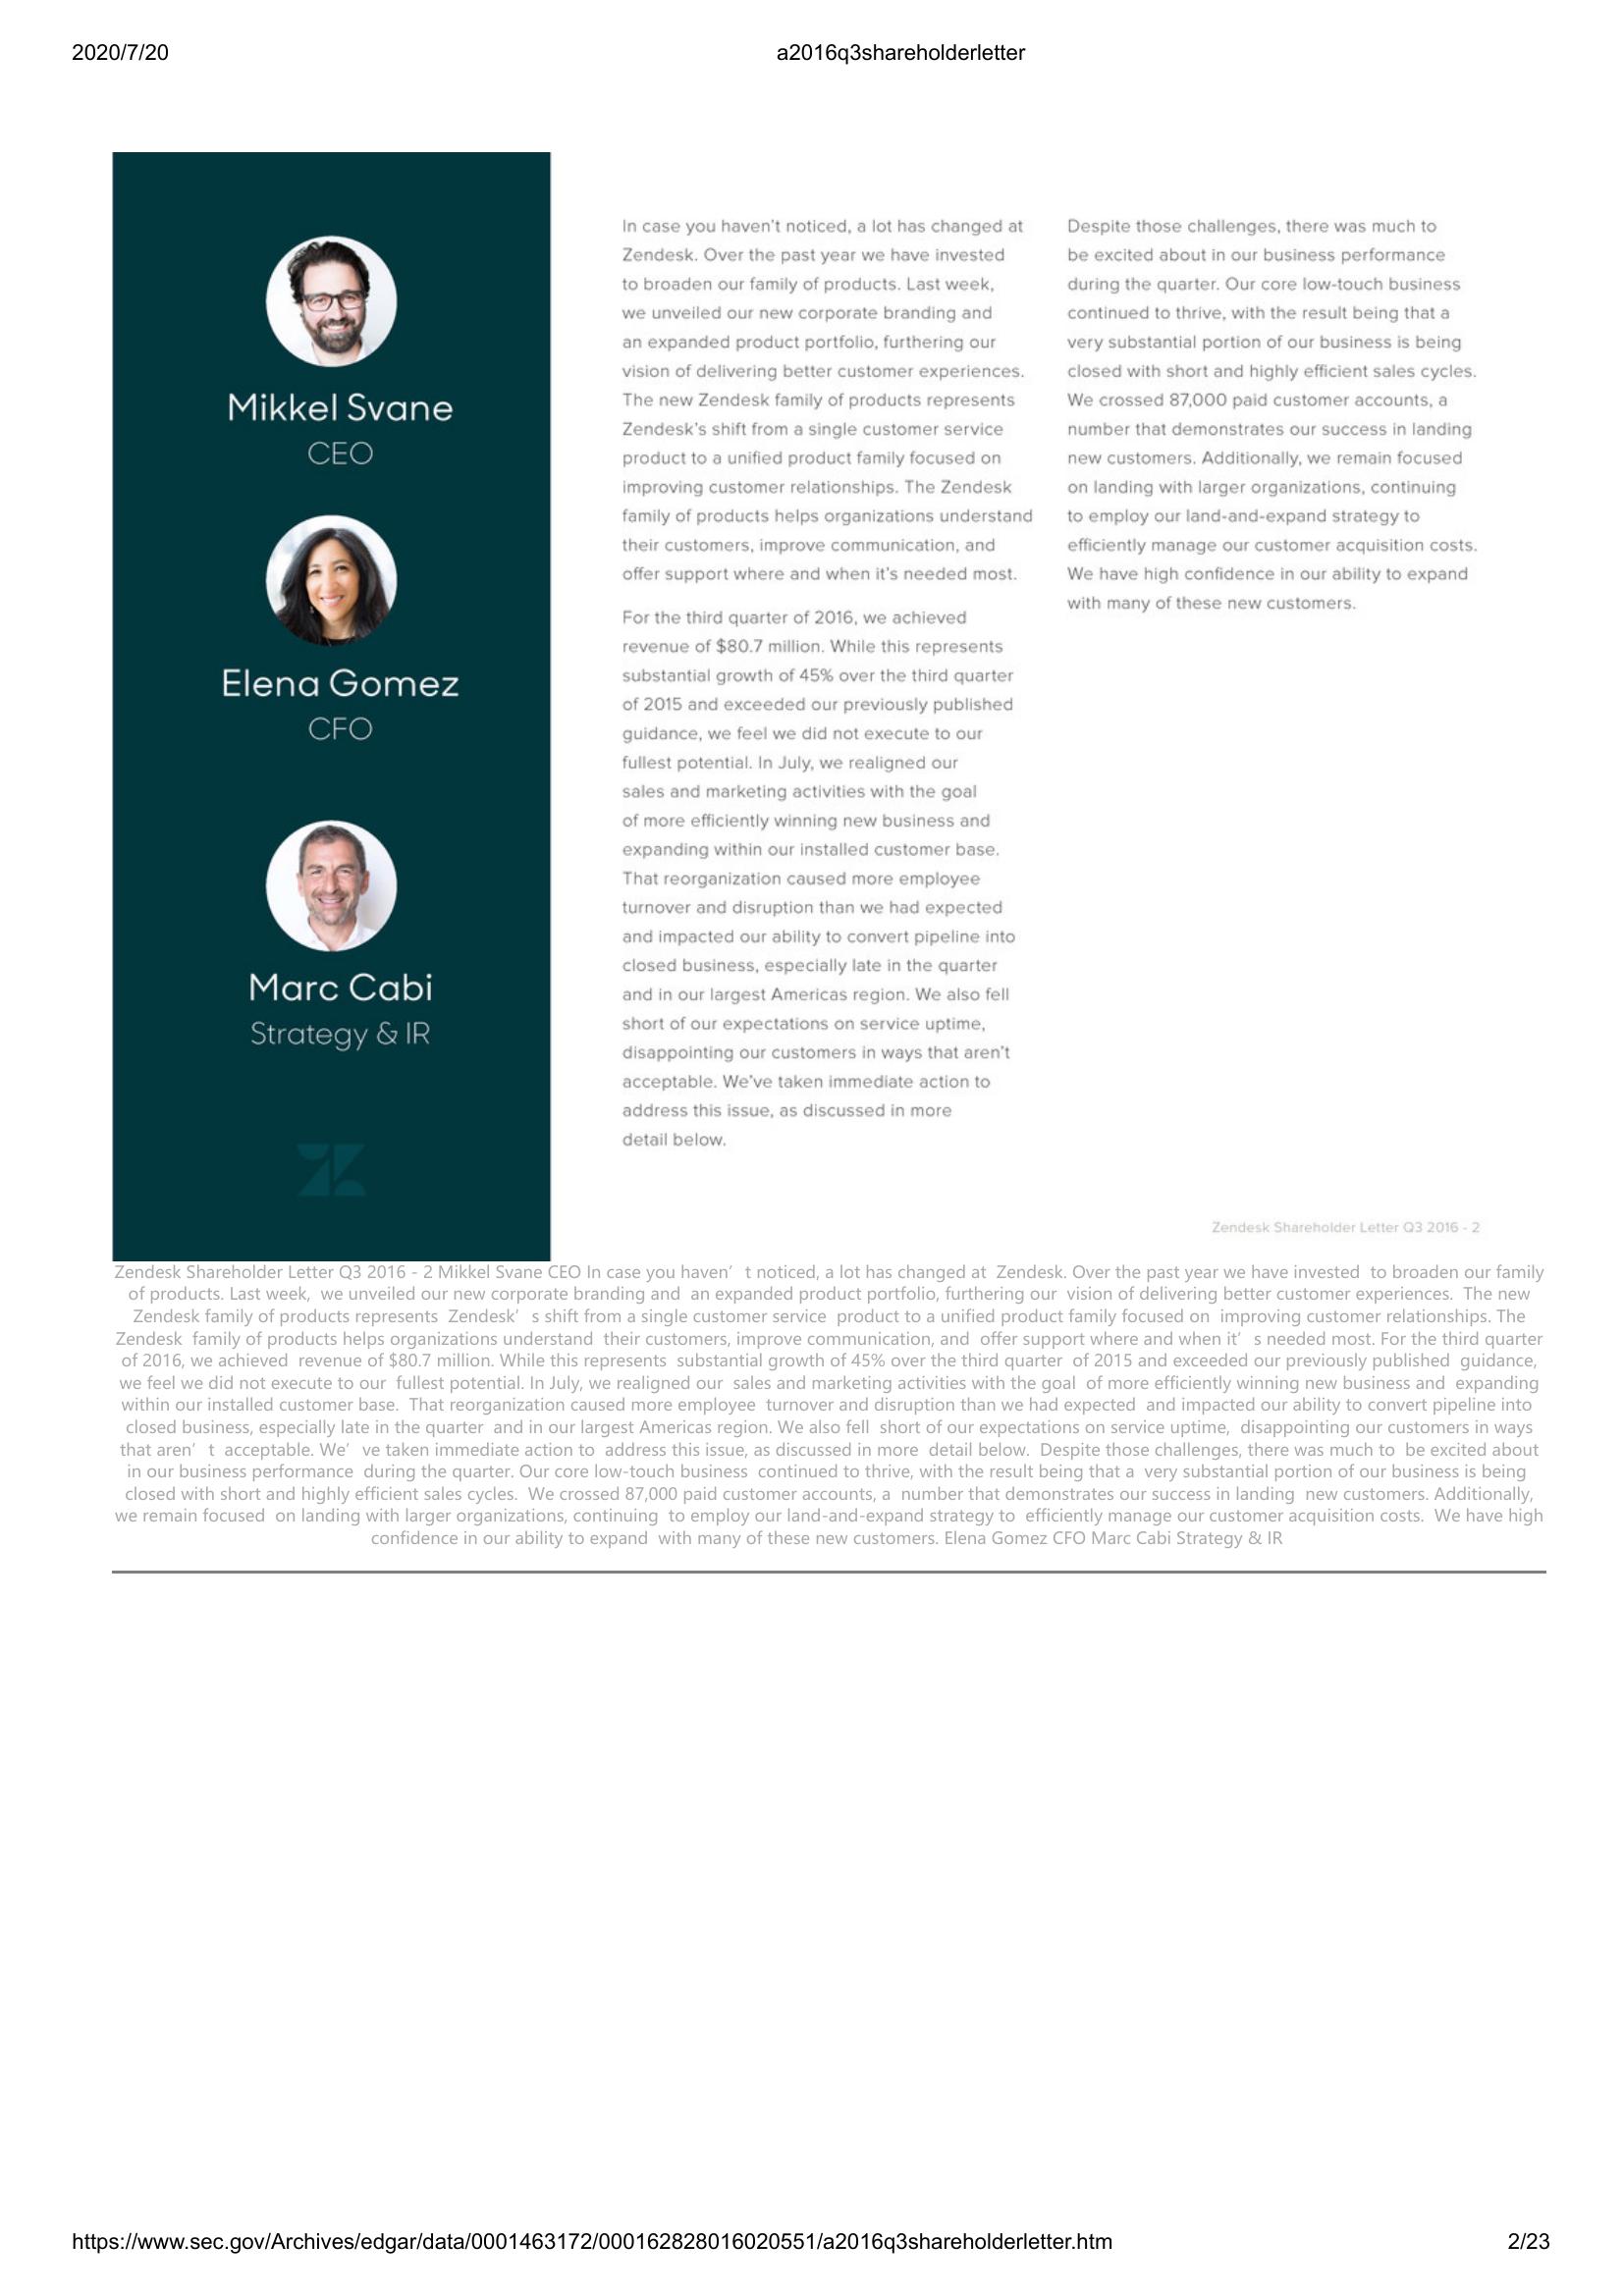 2020/7/20
a2016q3shareholderletter
Mikkel Svane
CEO
Elena Gomez
CFO
Marc Cabi
Strategy & IR
In case you haven't noticed, a lot has changed at
Zendesk. Over the past year we have invested
to broaden our family of products. Last week,
we unveiled our new corporate branding and
an expanded product portfolio, furthering our
vision of delivering better customer experiences.
The new Zendesk family of products represents
Zendesk's shift from a single customer service
product to a unified product family focused on
improving customer relationships. The Zendesk
family of products helps organizations understand
their customers, improve communication, and
offer support where and when it's needed most.
For the third quarter of 2016, we achieved
revenue of $80.7 million. While this represents
substantial growth of 45% over the third quarter
of 2015 and exceeded our previously published
guidance, we feel we did not execute to our
fullest potential. In July, we realigned our
sales and marketing activities with the goal
of more efficiently winning new business and
expanding within our installed customer base.
That reorganization caused more employee
turnover and disruption than we had expected
and impacted our ability to convert pipeline into
closed business, especially late in the quarter
and in our largest Americas region. We also fell
short of our expectations on service uptime,
disappointing our customers in ways that aren't
acceptable. We've taken immediate action to
address this issue, as discussed in more
detail below.
Despite those challenges, there was much to
be excited about in our business performance
during the quarter. Our core low-touch business
continued to thrive, with the result being that a
very substantial portion of our business is being
closed with short and highly efficient sales cycles.
We crossed 87,000 paid customer accounts, a
number that demonstrates our success in landing
new customers. Additionally, we remain focused
on landing with larger organizations, continuing
to employ our land-and-expand strategy to
efficiently manage our customer acquisition costs.
We have high confidence in our ability to expand
with many of these new customers.
Zendesk Shareholder Letter Q3 2016 - 2
Zendesk Shareholder Letter Q3 2016 - 2 Mikkel Svane CEO In case you haven’ t noticed, a lot has changed at Zendesk. Over the past year we have invested to broaden our family
of products. Last week, we unveiled our new corporate branding and an expanded product portfolio, furthering our vision of delivering better customer experiences. The new
Zendesk family of products represents Zendesk’ s shift from a single customer service product to a unified product family focused on improving customer relationships. The
Zendesk family of products helps organizations understand their customers, improve communication, and offer support where and when it’ s needed most. For the third quarter
of 2016, we achieved revenue of $80.7 million. While this represents substantial growth of 45% over the third quarter of 2015 and exceeded our previously published guidance,
we feel we did not execute to our fullest potential. In July, we realigned our sales and marketing activities with the goal of more efficiently winning new business and expanding
within our installed customer base. That reorganization caused more employee turnover and disruption than we had expected and impacted our ability to convert pipeline into
closed business, especially late in the quarter and in our largest Americas region. We also fell short of our expectations on service uptime, disappointing our customers in ways
that aren’ t acceptable. We’ ve taken immediate action to address this issue, as discussed in more detail below. Despite those challenges, there was much to be excited about
in our business performance during the quarter. Our core low-touch business continued to thrive, with the result being that a very substantial portion of our business is being
closed with short and highly efficient sales cycles. We crossed 87,000 paid customer accounts, a number that demonstrates our success in landing new customers. Additionally,
we remain focused on landing with larger organizations, continuing to employ our land-and-expand strategy to efficiently manage our customer acquisition costs. We have high
confidence in our ability to expand with many of these new customers. Elena Gomez CFO Marc Cabi Strategy & IR
https://www.sec.gov/Archives/edgar/data/0001463172/000162828016020551/a2016q3shareholderletter.htm
2/23